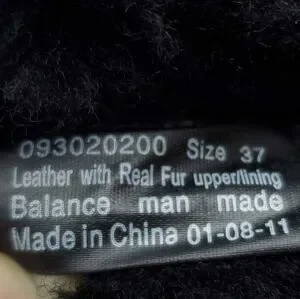 093020200 Size 37
Leather with Real Fur upper/lining
Balance man made
Made in China 01-08-11